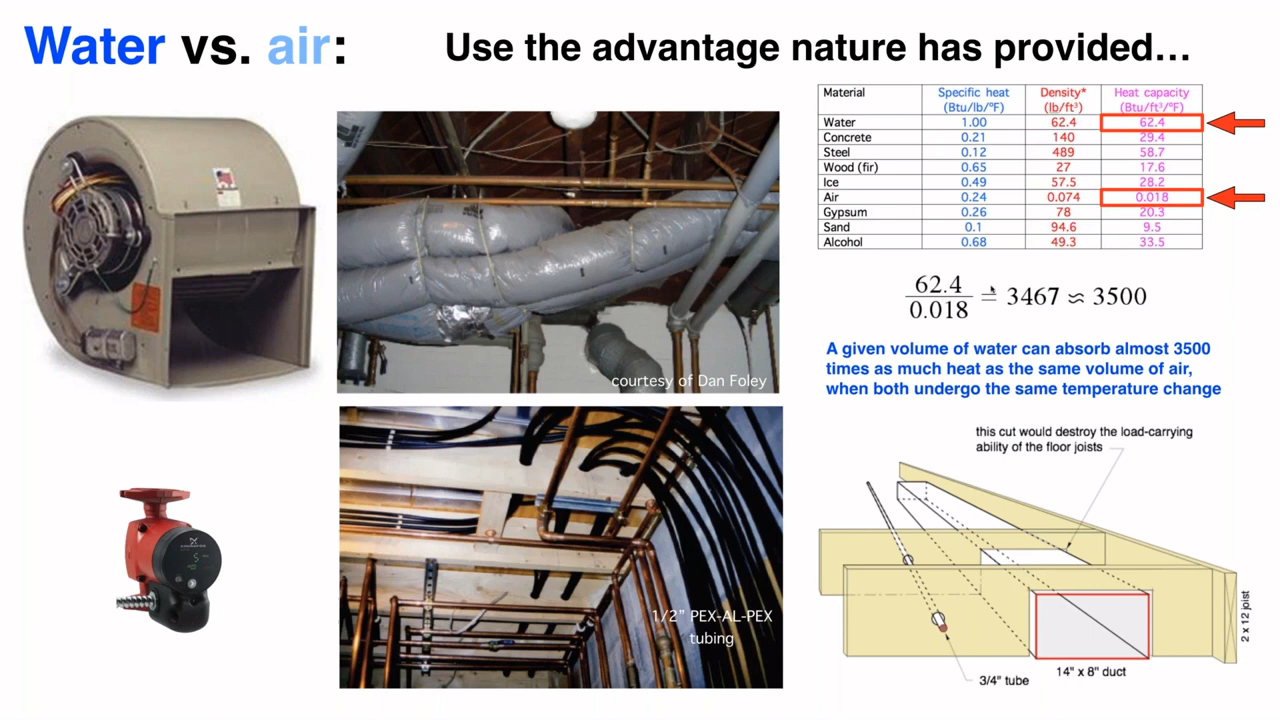 Water vs. air:
Use the advantage nature has provided…
Material Specific heat (Btu/lb/ºF) Density* (lb/ft³) Heat capacity (Btu/ft³/ºF)
Water 1.00 62.4 62.4
Concrete 0.21 140 29.4
Steel 0.12 489 58.7
Wood (fir) 0.65 27 17.6
Ice 0.49 57.5 28.2
Air 0.24 0.074 0.018
Gypsum 0.26 78 20.3
Sand 0.1 94.6 9.5
Alcohol 0.68 49.3 33.5
62.4
0.018
= 3467 ≈ 3500
A given volume of water can absorb almost 3500
times as much heat as the same volume of air,
when both undergo the same temperature change
courtesy of Dan Foley
1/2” PEX-AL-PEX
tubing
this cut would destroy the load-carrying
ability of the floor joists
2 x 12 joist
14" x 8" duct
3/4" tube